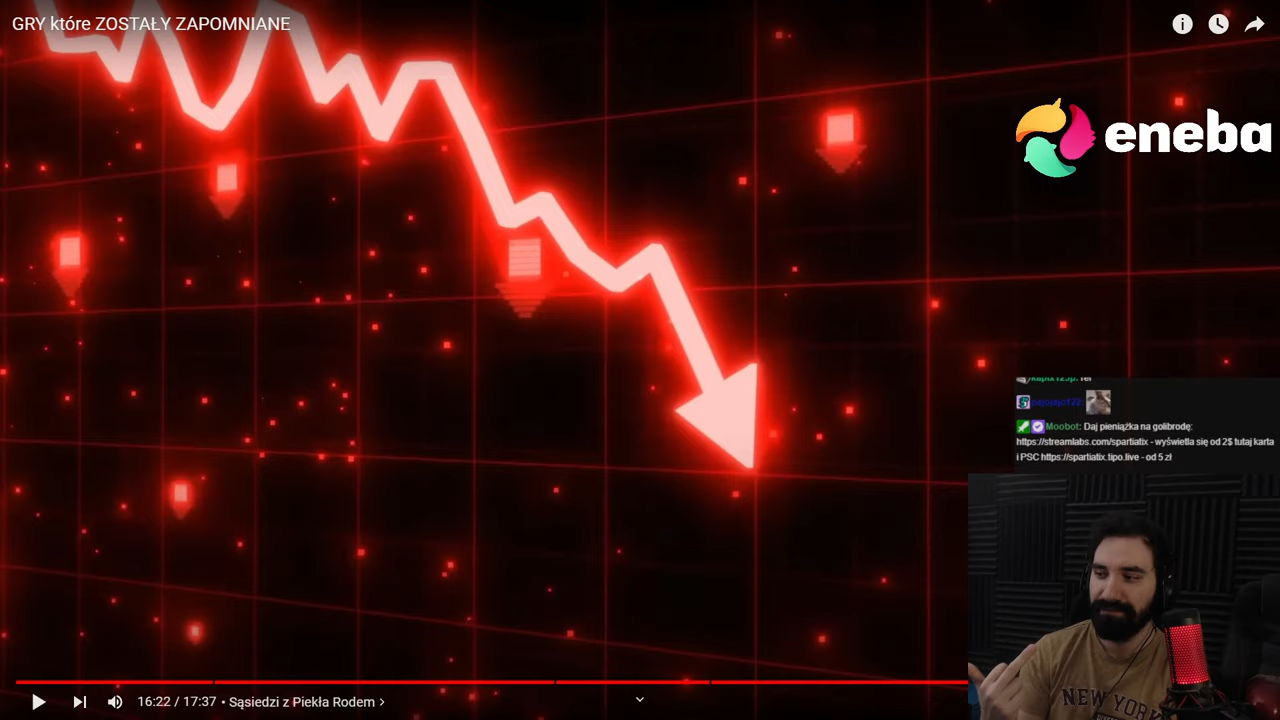 GRY które ZOSTAŁY ZAPOMNIANE
eneba
Moobot: Daj pieniążka na golibrodę:
https://streamlabs.com/spartiatix - wyświetla się od 2$ tutaj karta
i PSC https://spartiatix.tipo.live - od 5 zł
NEW YORK
16:22 / 17:37 • Sąsiedzi z Piekła Rodem